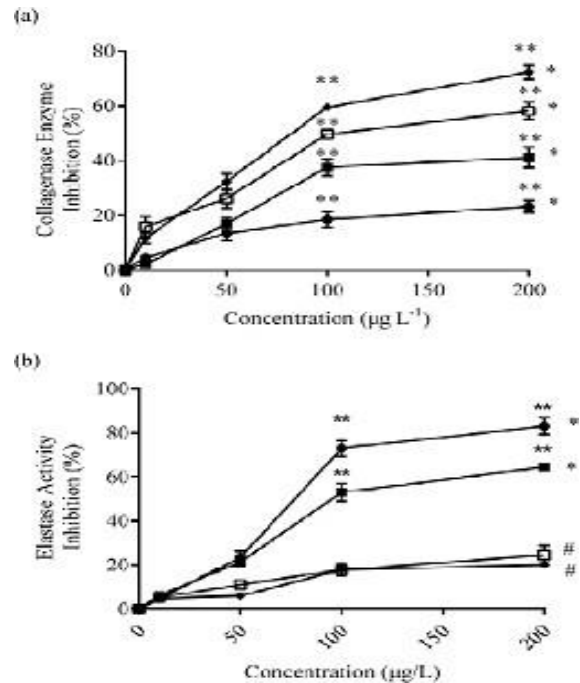 (a)
Collagenase Enzyme
Inhibition (%)
80
60
40
20
0
** ** *
** ** *
** ** *
** ** *
0 50 100 150 200
Concentration (µg L⁻¹)
(b)
Elastase Activity
Inhibition (%)
100
80
60
40
20
0
** ** *
** ** *
#
#
0 50 100 150 200
Concentration (µg/L)